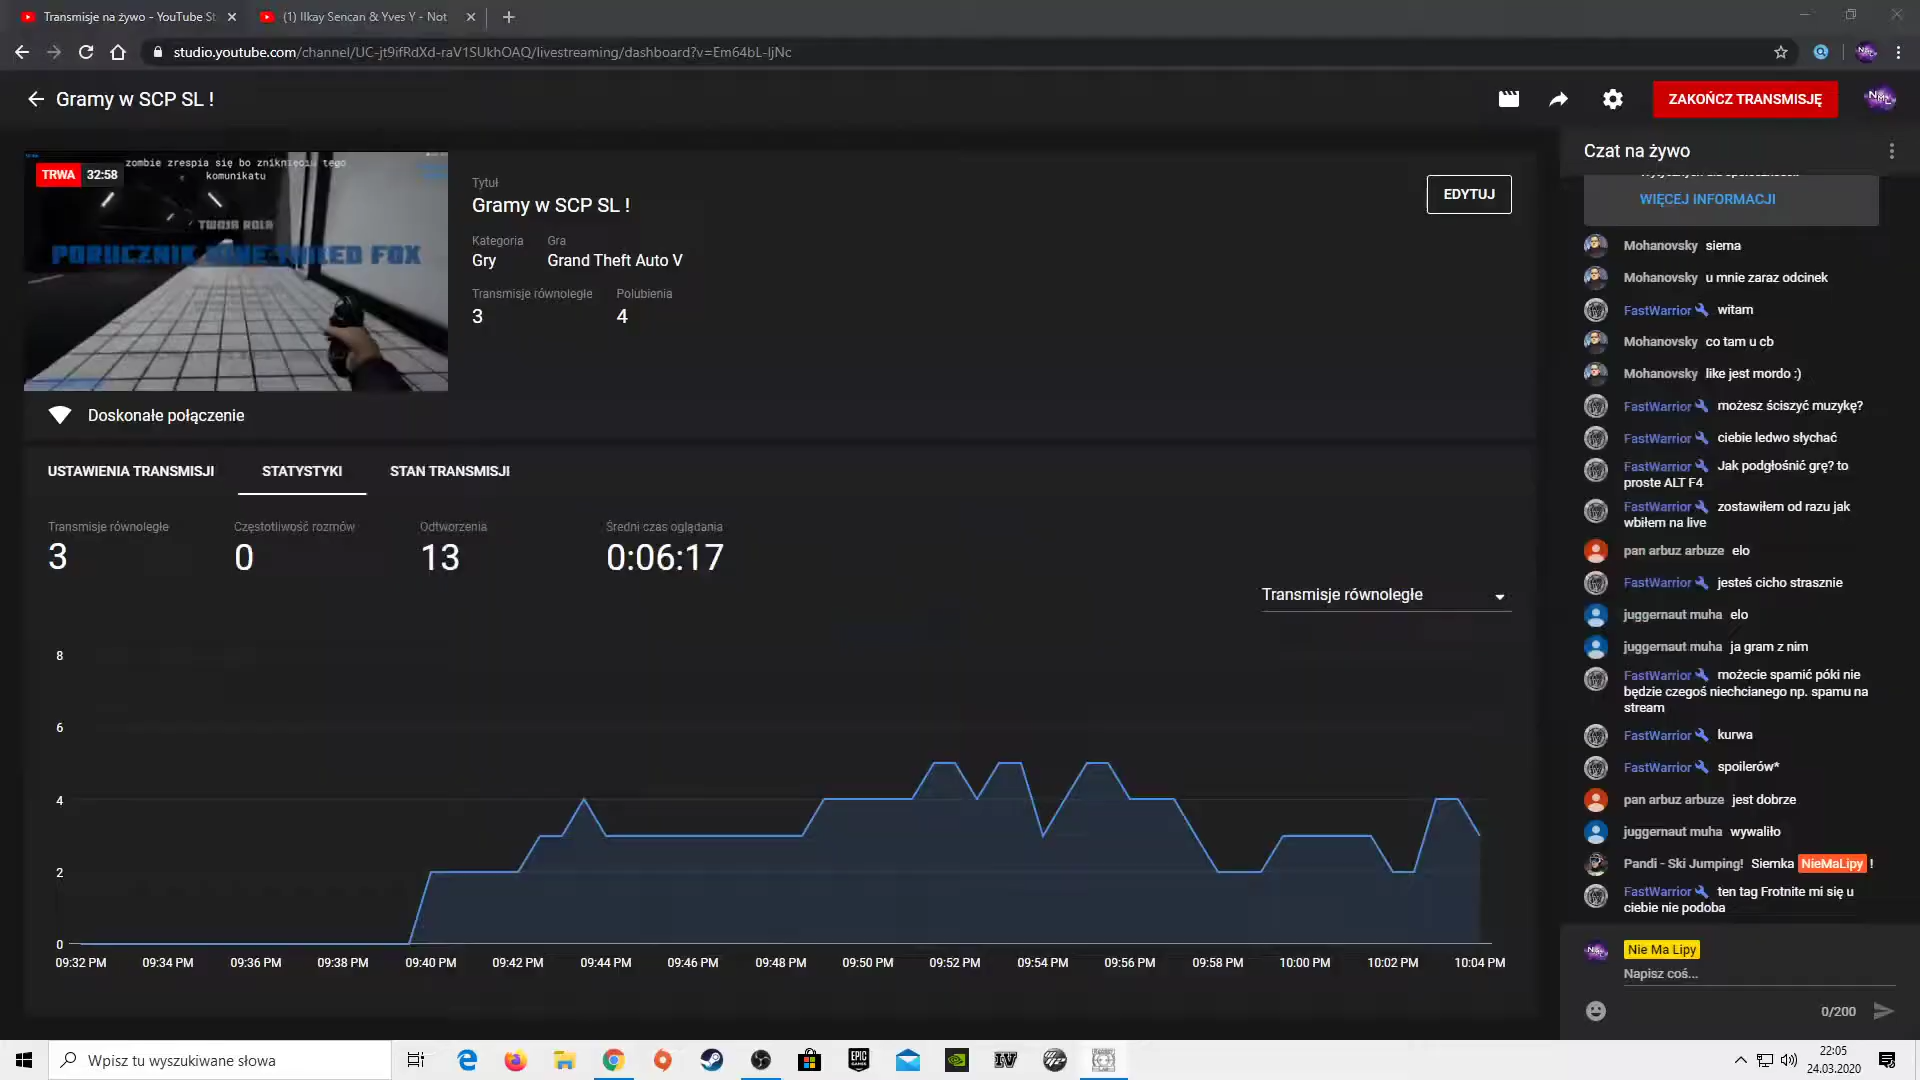 Transmisje na żywo - YouTube St
(1) Ilkay Sencan & Yves Y - Not
studio.youtube.com/channel/UC-jt9ifRdXd-raV1SUkhOAQ/livestreaming/dashboard?v=Em64bL-IjNc
Gramy w SCP SL !
ZAKOŃCZ TRANSMISJĘ
TRWA 32:58
zombie zrespia się bo zniknięciu tego
komunikatu
TWOJA ROLA
PORUCZNIK NINE-TAILED FOX
Tytuł
Gramy w SCP SL !
EDYTUJ
Kategoria Gra
Gry Grand Theft Auto V
Transmisje równoległe Polubienia
3 4
Doskonałe połączenie
USTAWIENIA TRANSMISJI STATYSTYKI STAN TRANSMISJI
Transmisje równoległe Częstotliwość rozmów Odtworzenia Średni czas oglądania
3 0 13 0:06:17
Transmisje równoległe
8
6
4
2
0
09:32 PM 09:34 PM 09:36 PM 09:38 PM 09:40 PM 09:42 PM 09:44 PM 09:46 PM 09:48 PM 09:50 PM 09:52 PM 09:54 PM 09:56 PM 09:58 PM 10:00 PM 10:02 PM 10:04 PM
Czat na żywo
WIĘCEJ INFORMACJI
Mohanovsky siema
Mohanovsky u mnie zaraz odcinek
FastWarrior witam
Mohanovsky co tam u cb
Mohanovsky like jest mordo :)
FastWarrior możesz ściszyć muzykę?
FastWarrior ciebie ledwo słychać
FastWarrior Jak podgłośnić grę? to
proste ALT F4
FastWarrior zostawiłem od razu jak
wbiłem na live
pan arbuz arbuze elo
FastWarrior jesteś cicho strasznie
juggernaut muha elo
juggernaut muha ja gram z nim
FastWarrior możecie spamić póki nie
będzie czegoś niechcianego np. spamu na
stream
FastWarrior kurwa
FastWarrior spoilerów*
pan arbuz arbuze jest dobrze
juggernaut muha wywaliło
Pandi - Ski Jumping! Siemka NieMaLipy !
FastWarrior ten tag Frotnite mi się u
ciebie nie podoba
Nie Ma Lipy
Napisz coś...
0/200
Wpisz tu wyszukiwane słowa
22:05
24.03.2020